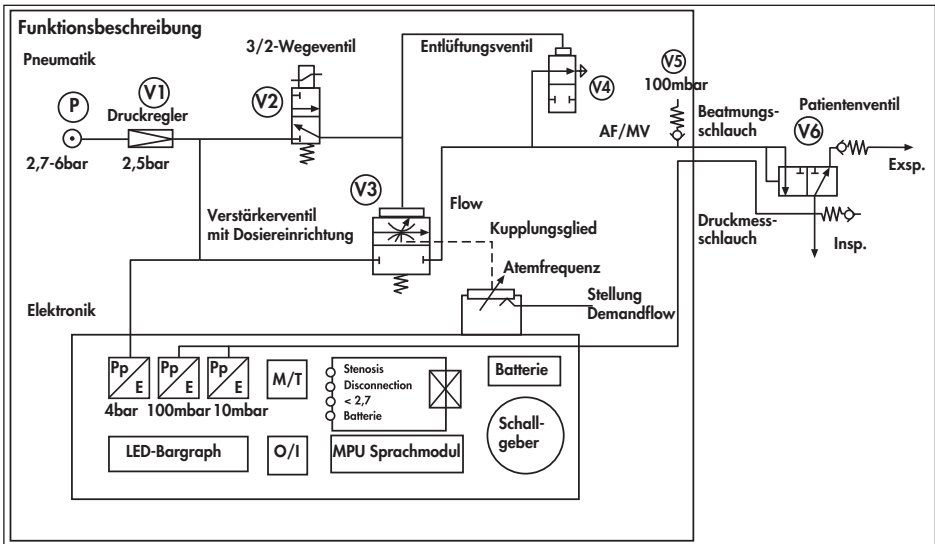 Funktionsbeschreibung
Pneumatik
3/2-Wegeventil
Entlüftungsventil
P
V1
Druckregler
V2
V4
V5
100mbar
Beatmungs-
schlauch
Patientenventil
V6
2,7-6bar
2,5bar
AF/MV
Exsp.
V3
Verstärkerventil
mit Dosiereinrichtung
Flow
Kupplungsglied
Druckmess-
schlauch
Insp.
Atemfrequenz
Stellung
Demandflow
Elektronik
Pp
E
Pp
E
Pp
E
4bar
100mbar
10mbar
M/T
Stenosis
Disconnection
< 2,7
Batterie
Batterie
Schall-
geber
LED-Bargraph
O/I
MPU Sprachmodul